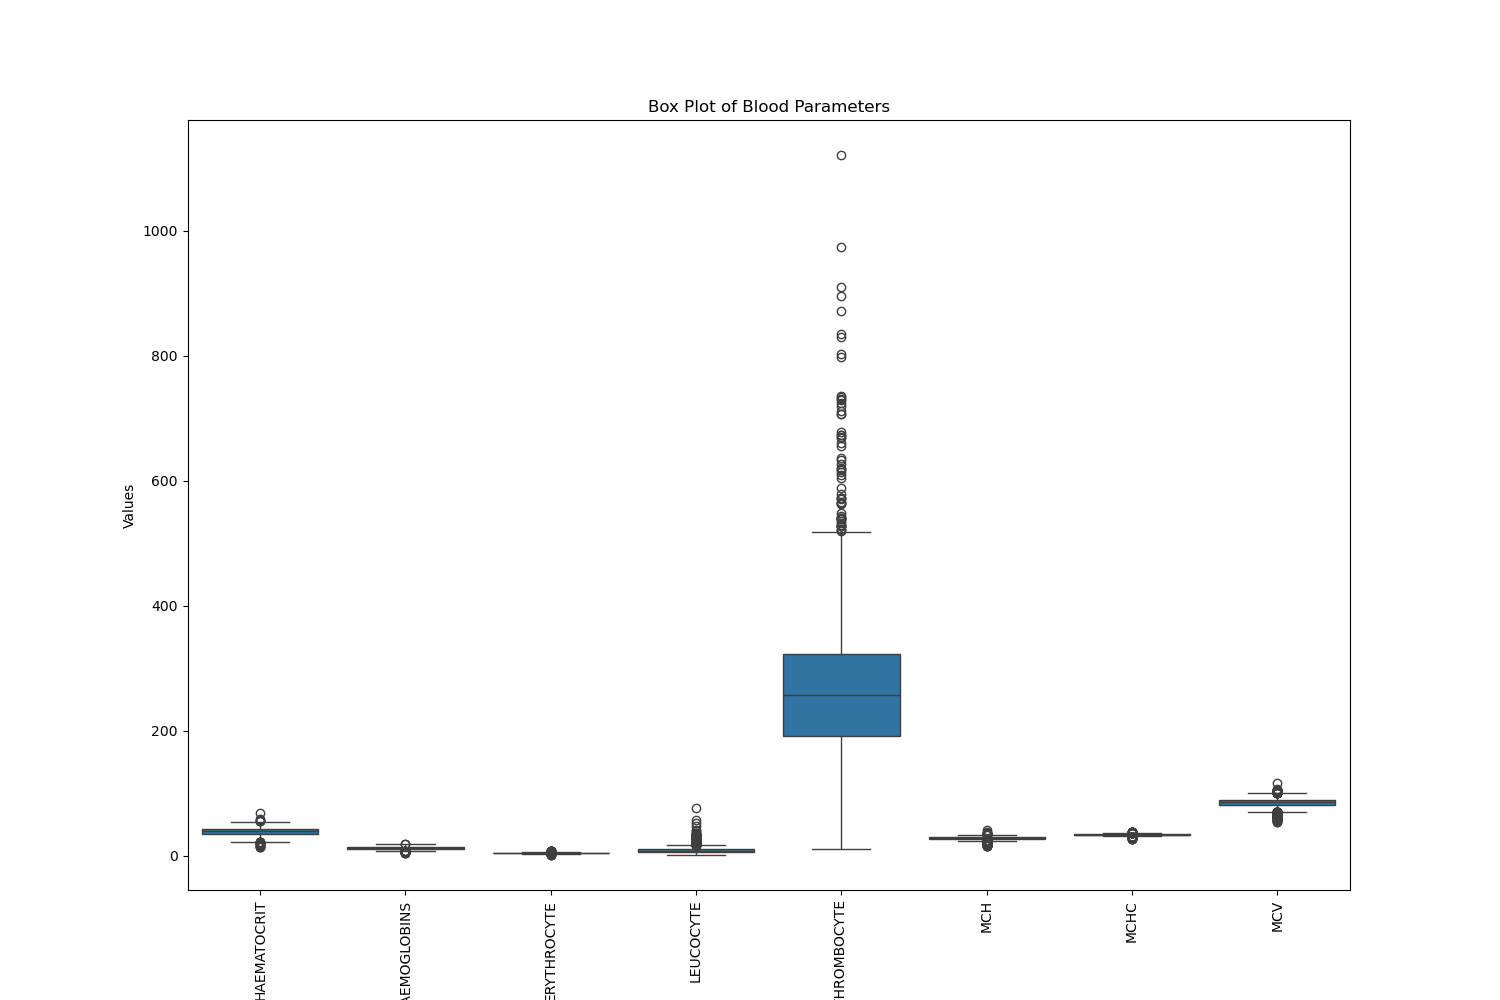 Box Plot of Blood Parameters
1000
800
600
400
200
0
Values
HAEMATOCRIT
AEMOGLOBINS
ERYTHROCYTE
LEUCOCYTE
THROMBOCYTE
MCH
MCHC
MCV